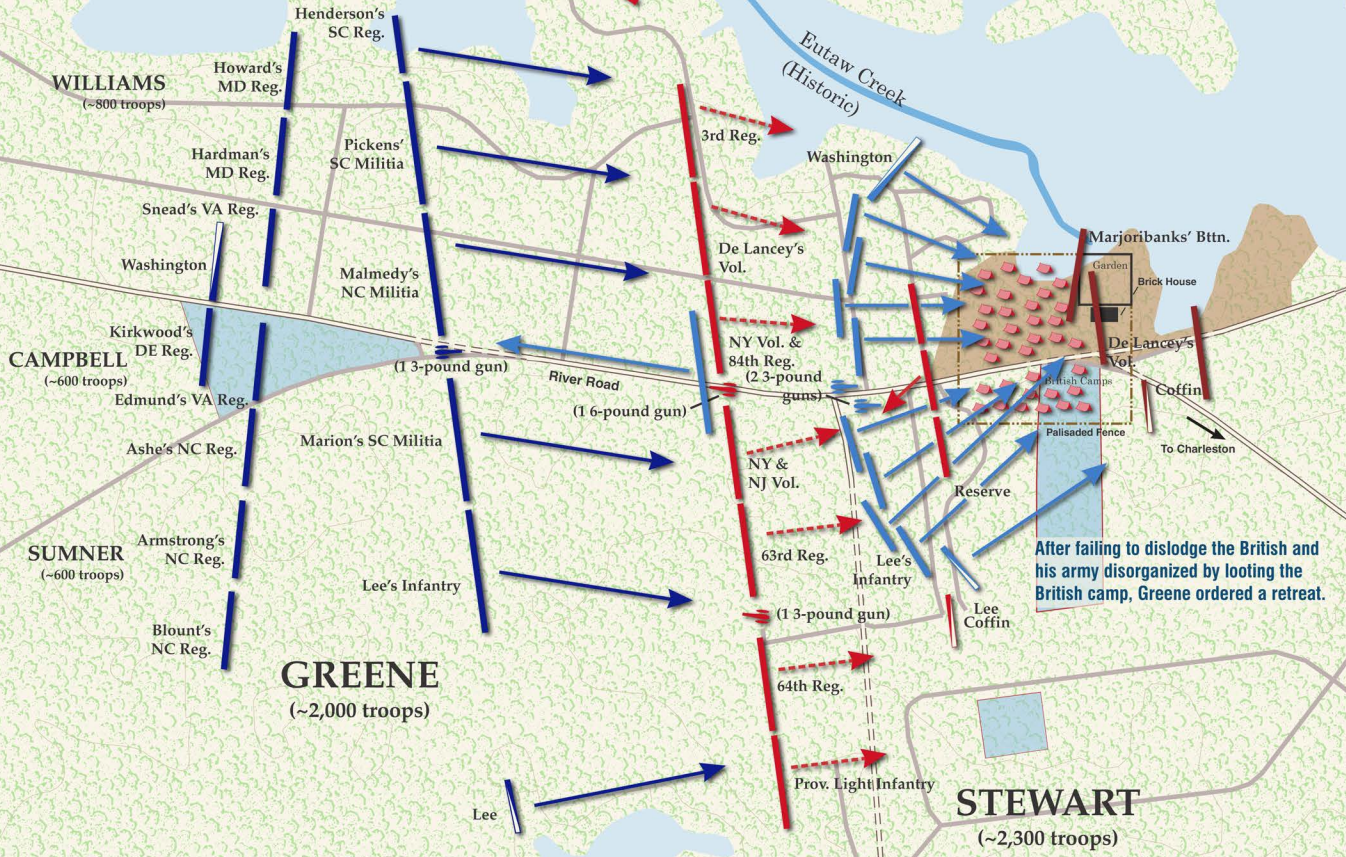 Henderson's
SC Reg.
WILLIAMS
(~800 troops)
Howard's
MD Reg.
Hardman's
MD Reg.
Pickens'
SC Militia
Snead's VA Reg.
Washington
Malmedy's
NC Militia
Kirkwood's
DE Reg.
CAMPBELL
(~600 troops)
Edmund's VA Reg.
(1 3-pound gun)
River Road
Ashe's NC Reg.
Marion's SC Militia
SUMNER
(~600 troops)
Armstrong's
NC Reg.
Lee's Infantry
Blount's
NC Reg.
GREENE
(~2,000 troops)
Lee
Eutaw Creek
(Historic)
3rd Reg.
Washington
De Lancey's
Vol.
NY Vol. &
84th Reg.
(2 3-pound
guns)
(1 6-pound gun)
NY &
NJ Vol.
63rd Reg.
(1 3-pound gun)
64th Reg.
Prov. Light Infantry
Marjoribanks' Bttn.
Garden
Brick House
De Lancey's
Vol.
British Camps
Coffin
Palisaded Fence
To Charleston
Reserve
Lee's
Infantry
Lee
Coffin
After failing to dislodge the British and
his army disorganized by looting the
British camp, Greene ordered a retreat.
STEWART
(~2,300 troops)